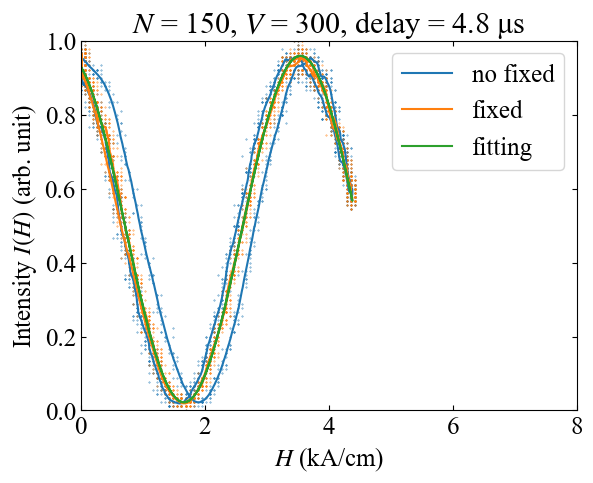 N = 150, V = 300, delay = 4.8 μs
1.0
0.8
0.6
0.4
0.2
0.0
Intensity I(H) (arb. unit)
no fixed
fixed
fitting
0 2 4 6 8
H (kA/cm)